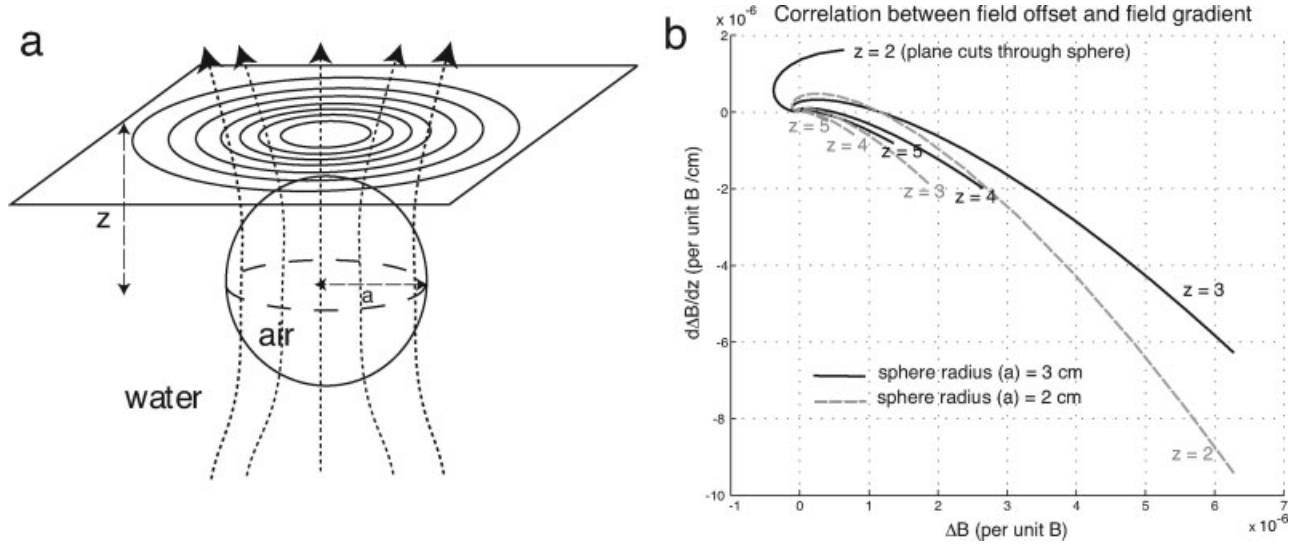 a
z
a
air
water
b
Correlation between field offset and field gradient
x 10⁻⁶
2
0
-2
-4
-6
-8
-10
dΔB/dz (per unit B /cm)
z = 2 (plane cuts through sphere)
z = 5
z = 4
z = 5
z = 3
z = 4
z = 3
z = 2
sphere radius (a) = 3 cm
sphere radius (a) = 2 cm
-1 0 1 2 3 4 5 6 7
x 10⁻⁶
ΔB (per unit B)